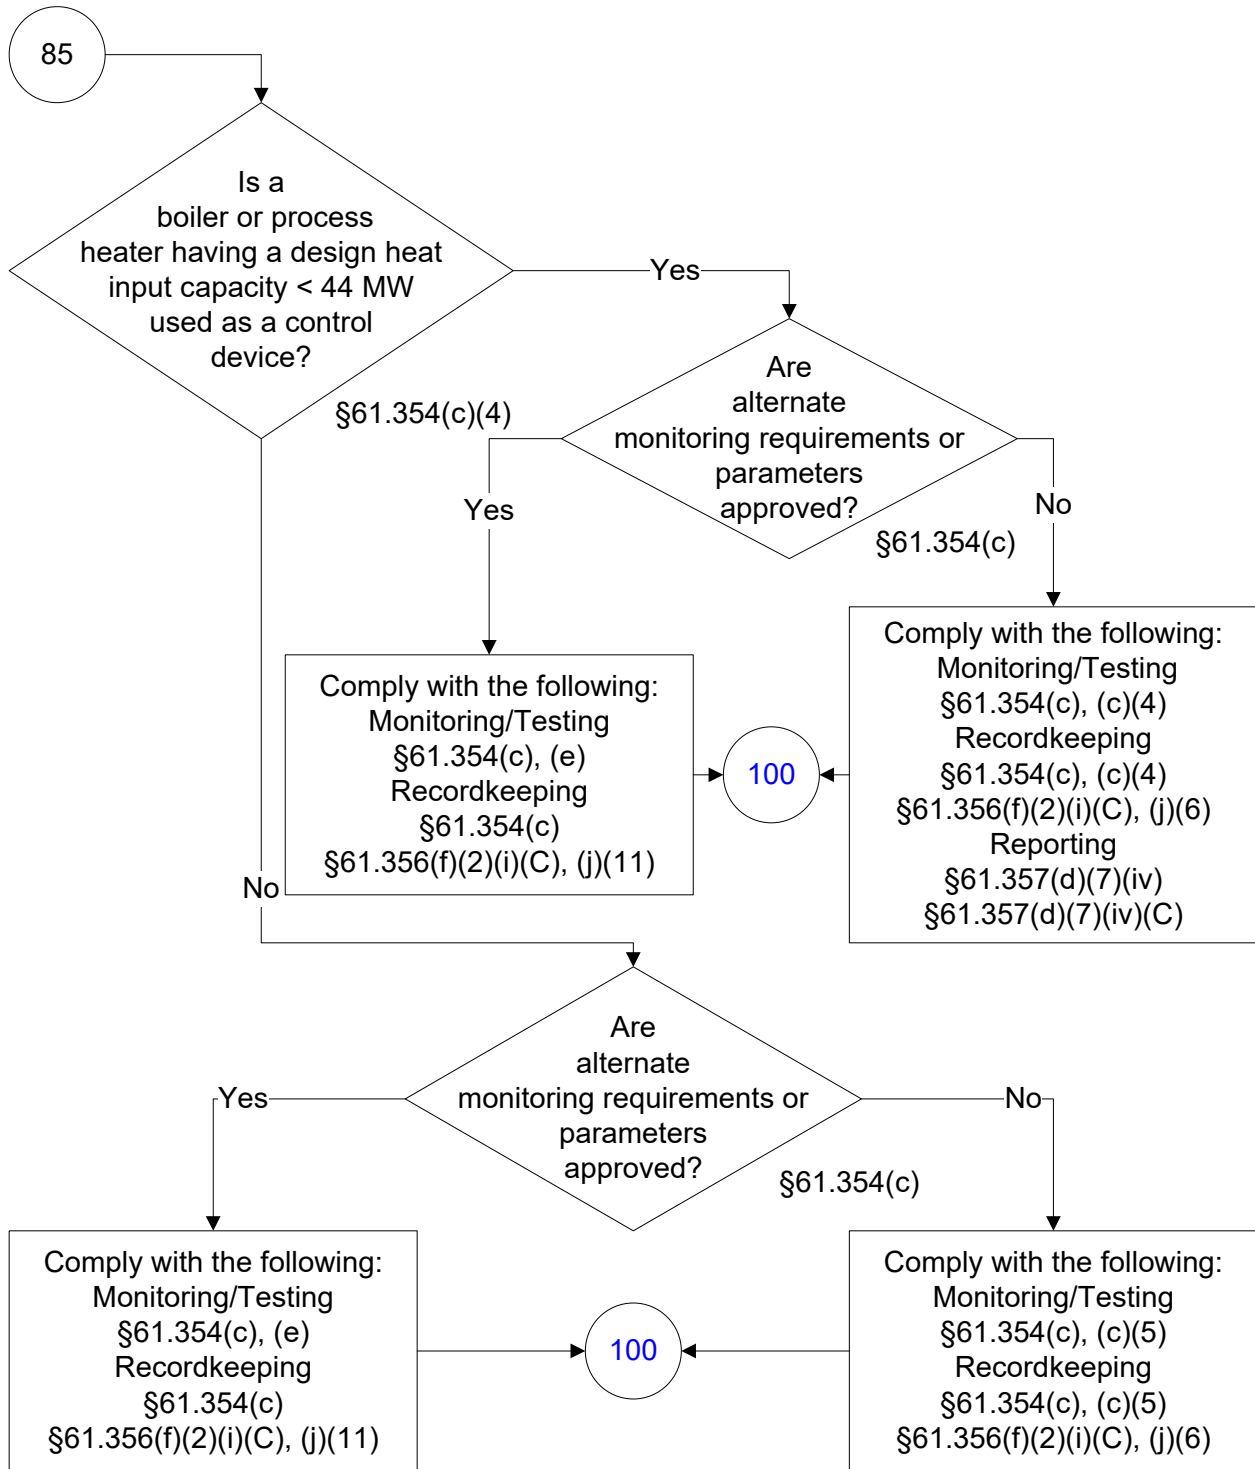 85
Is a
boiler or process
heater having a design heat
input capacity < 44 MW
used as a control
device?
Yes
§61.354(c)(4)
Are
alternate
monitoring requirements or
parameters
approved?
Yes
No
§61.354(c)
Comply with the following:
Monitoring/Testing
§61.354(c), (e)
Recordkeeping
§61.354(c)
§61.356(f)(2)(i)(C), (j)(11)
100
Comply with the following:
Monitoring/Testing
§61.354(c), (c)(4)
Recordkeeping
§61.354(c), (c)(4)
§61.356(f)(2)(i)(C), (j)(6)
Reporting
§61.357(d)(7)(iv)
§61.357(d)(7)(iv)(C)
No
Are
alternate
monitoring requirements or
parameters
approved?
Yes
No
§61.354(c)
Comply with the following:
Monitoring/Testing
§61.354(c), (e)
Recordkeeping
§61.354(c)
§61.356(f)(2)(i)(C), (j)(11)
100
Comply with the following:
Monitoring/Testing
§61.354(c), (c)(5)
Recordkeeping
§61.354(c), (c)(5)
§61.356(f)(2)(i)(C), (j)(6)